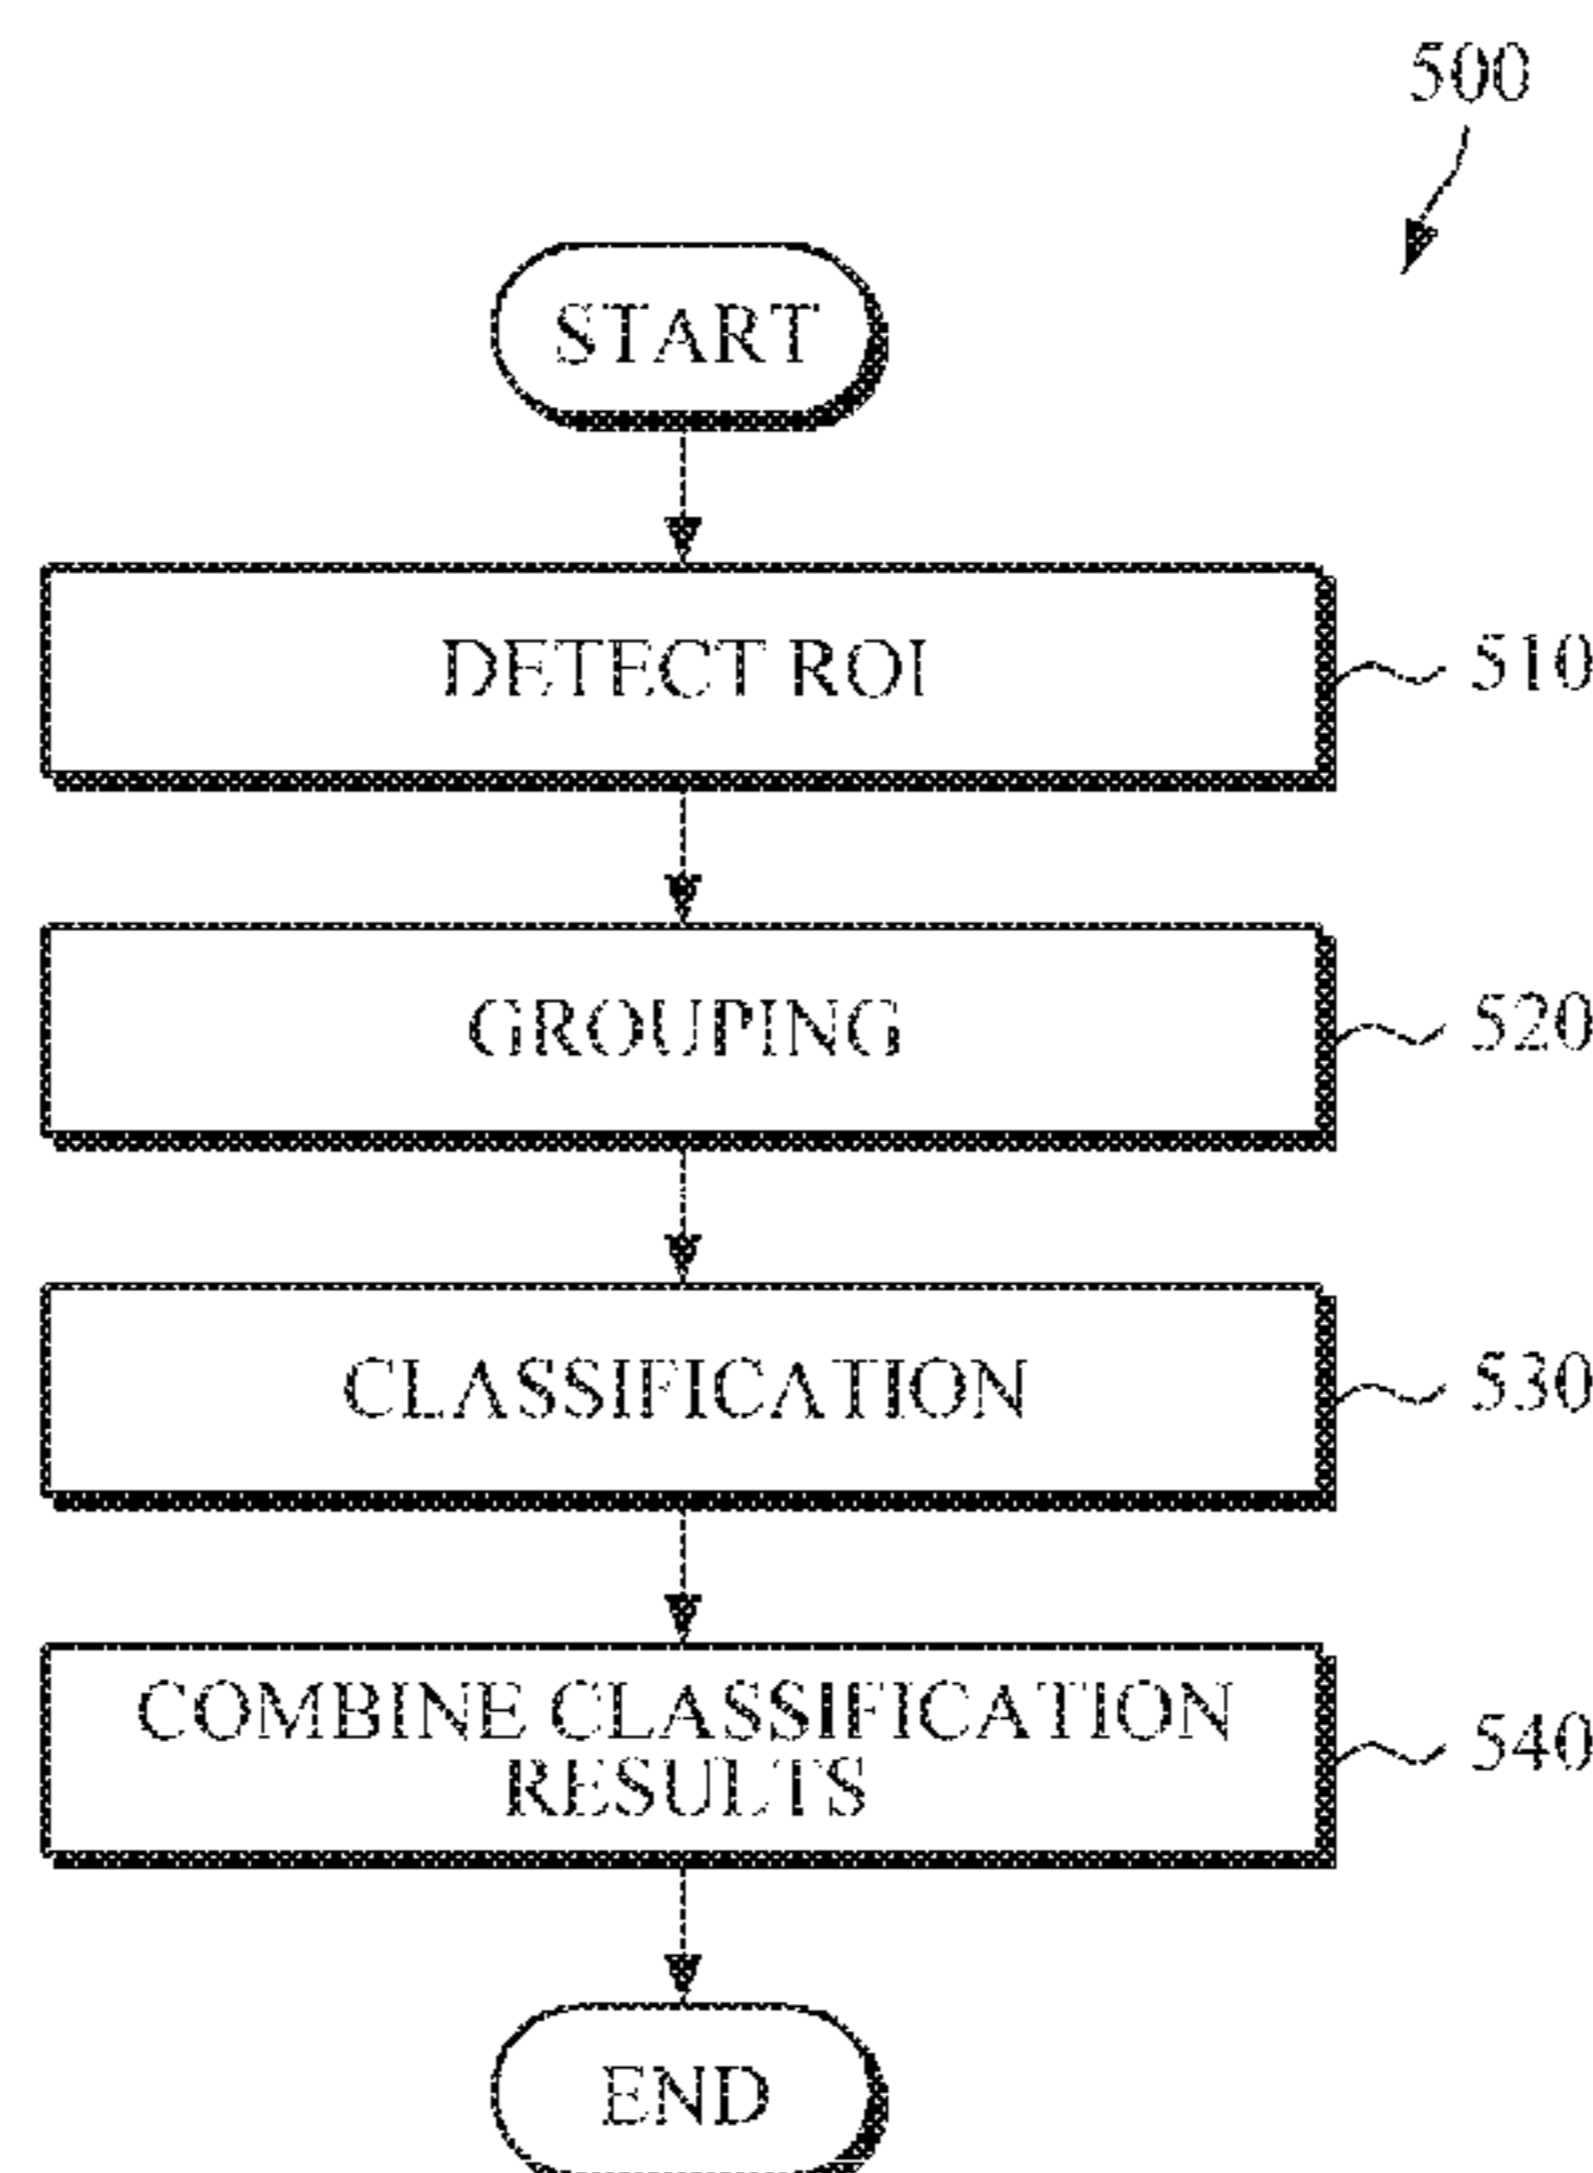 500
START
DETECT ROI
510
GROUPING
520
CLASSIFICATION
530
COMBINE CLASSIFICATION
RESULTS
540
END